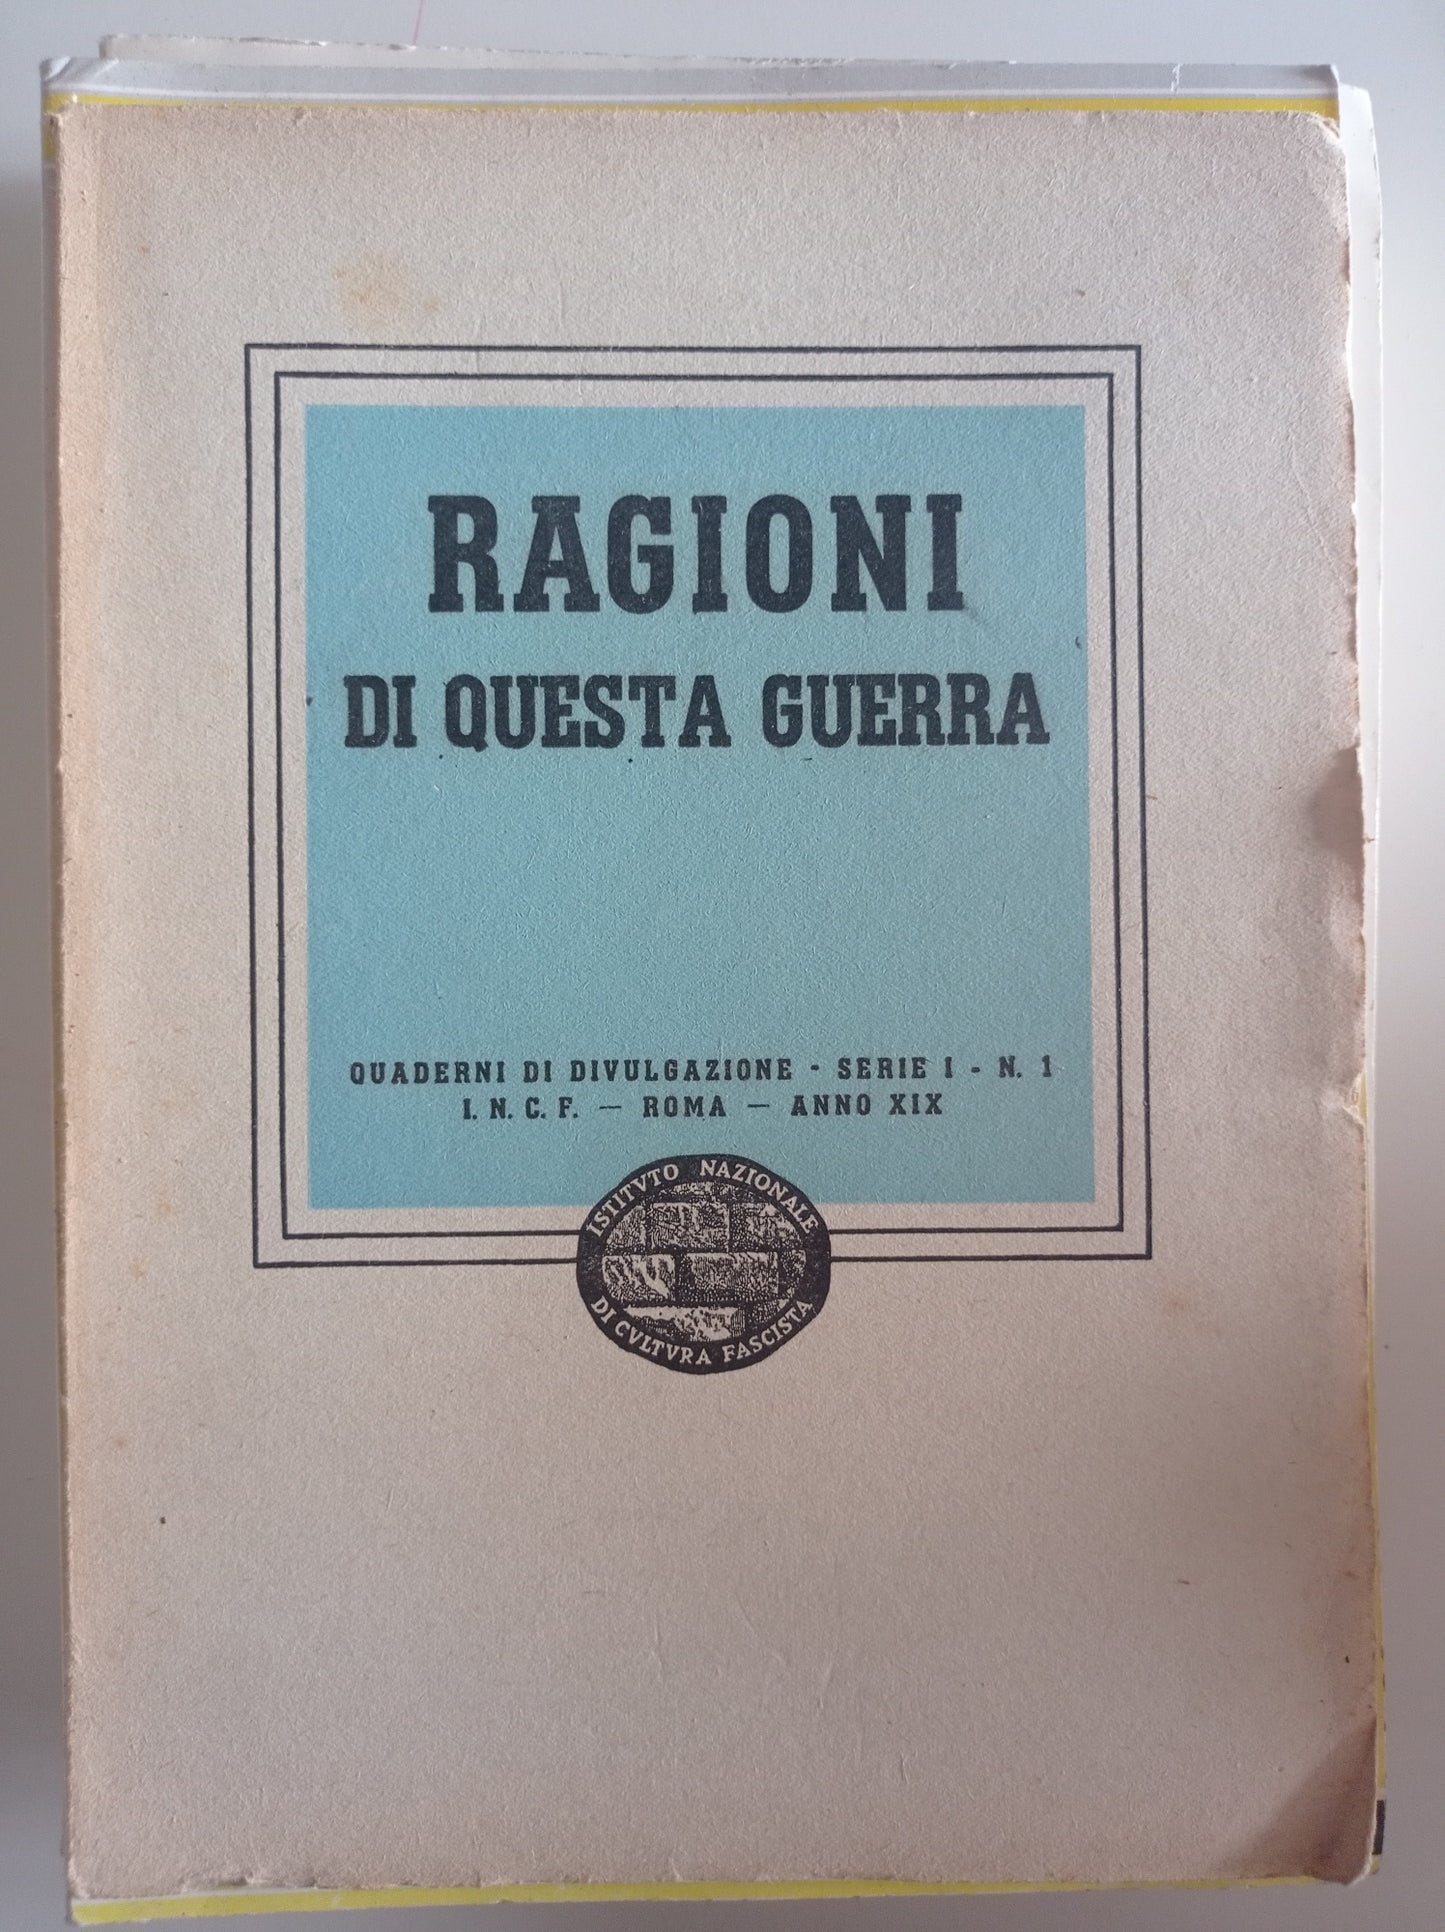 RAGIONI
DI QUESTA GUERRA
QUADERNI DI DIVULGAZIONE - SERIE I - N. 1
I. N. C. F. — ROMA — ANNO XIX
ISTITVTO NAZIONALE
DI CVLTVRA FASCISTA